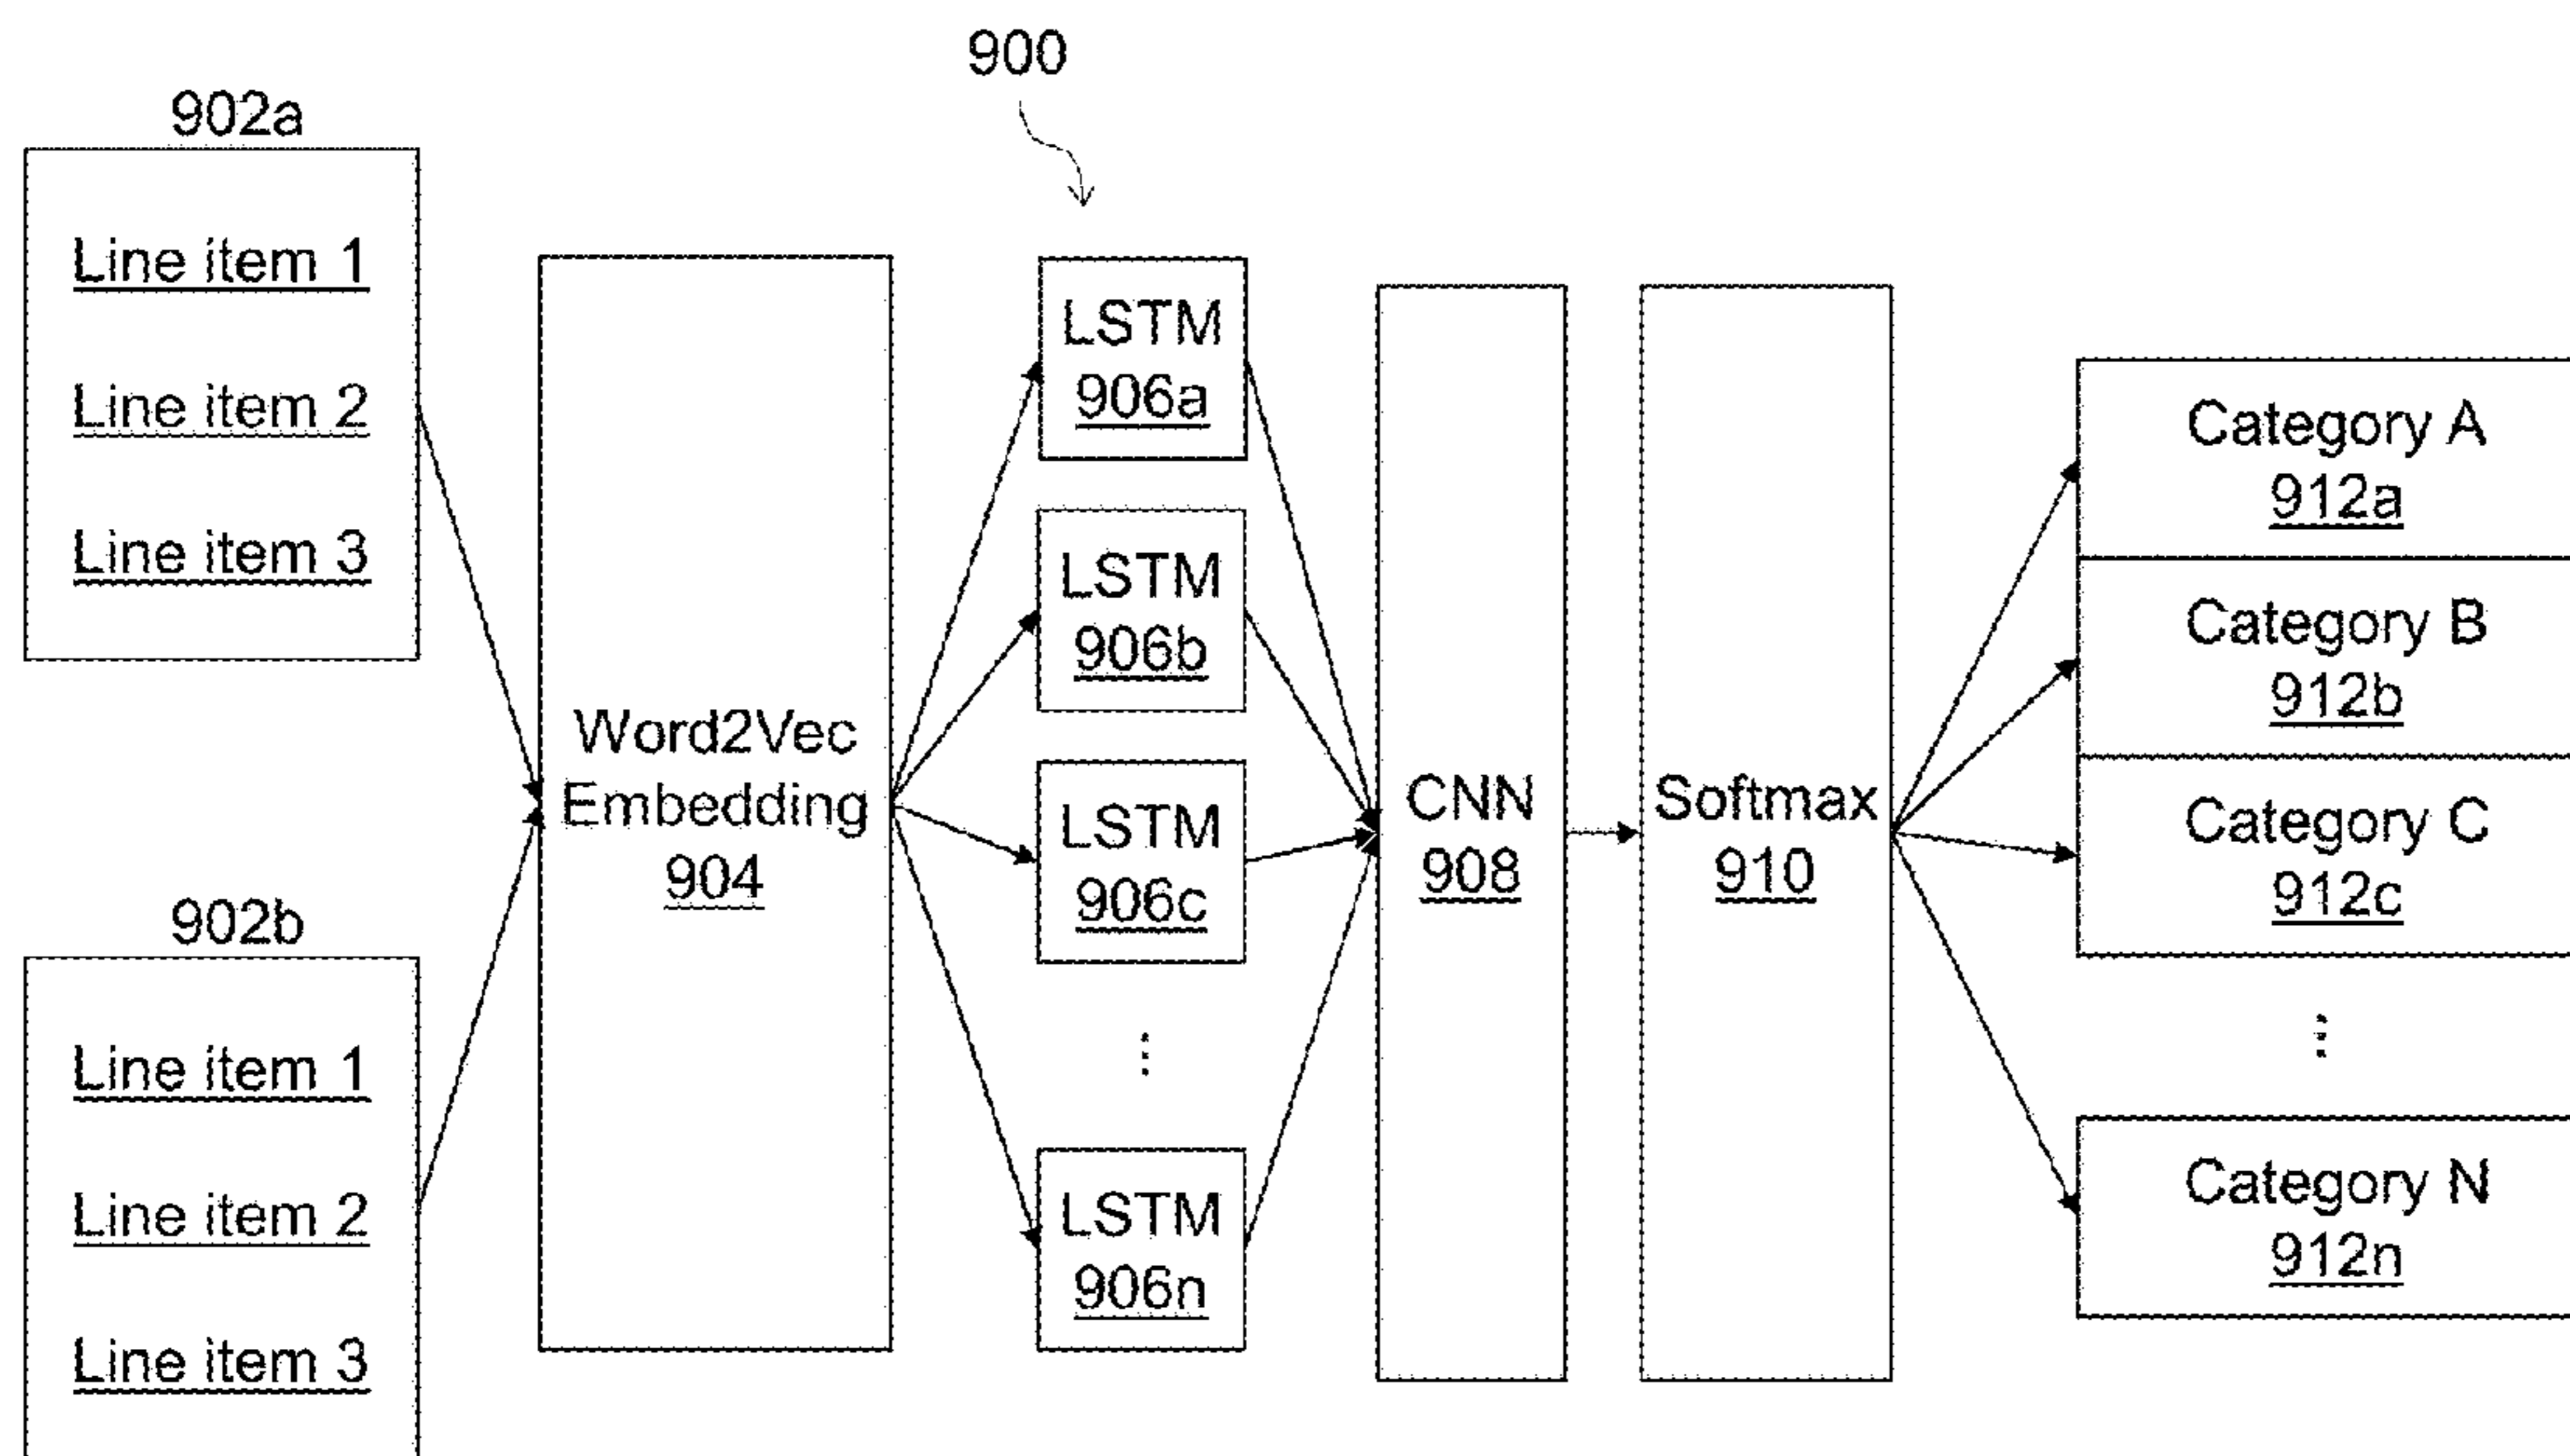 900
902a
Line item 1
Line item 2
Line item 3
902b
Line item 1
Line item 2
Line item 3
Word2Vec
Embedding
904
LSTM
906a
LSTM
906b
LSTM
906c
...
LSTM
906n
CNN
908
Softmax
910
Category A
912a
Category B
912b
Category C
912c
...
Category N
912n